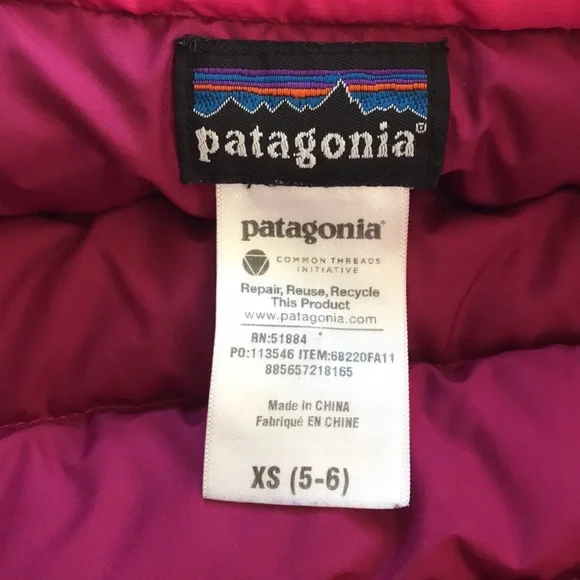 patagonia
patagonia®
COMMON THREADS
INITIATIVE
Repair, Reuse, Recycle
This Product
www.patagonia.com
RN:51884
PO:113546 ITEM:68220FA11
885657218165
Made in CHINA
Fabriqué EN CHINE
XS (5-6)